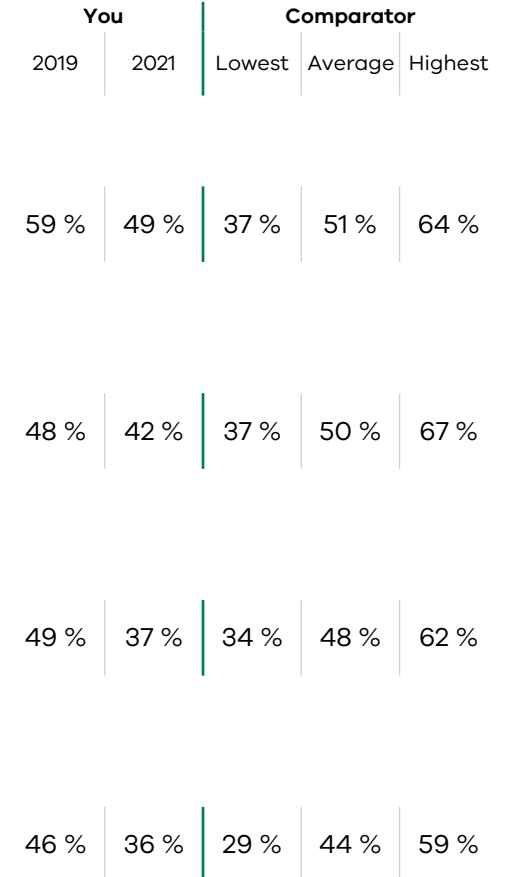 You Comparator
2019 2021 Lowest Average Highest
59 % 49 % 37 % 51 % 64 %
48 % 42 % 37 % 50 % 67 %
49 % 37 % 34 % 48 % 62 %
46 % 36 % 29 % 44 % 59 %